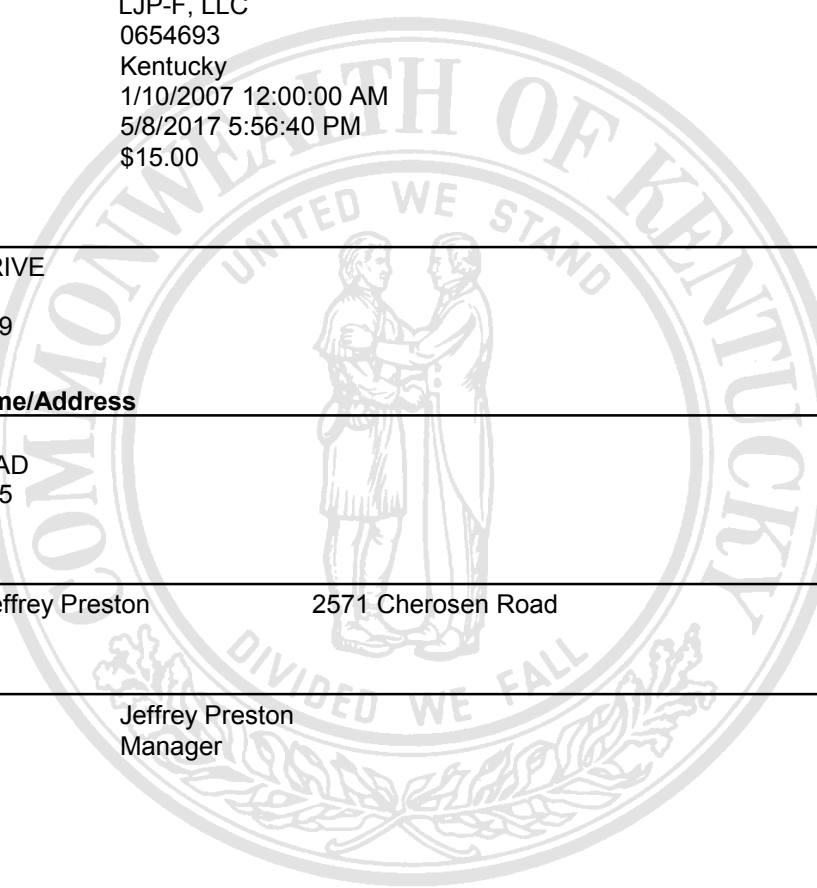 LJP-F, LLC
0654693
Kentucky
1/10/2007 12:00:00 AM
5/8/2017 5:56:40 PM
$15.00
RIVE
9
me/Address
AD
5
effrey Preston 2571 Cherosen Road
Jeffrey Preston
Manager
COMMONWEALTH OF KENTUCKY
UNITED WE STAND
DIVIDED WE FALL